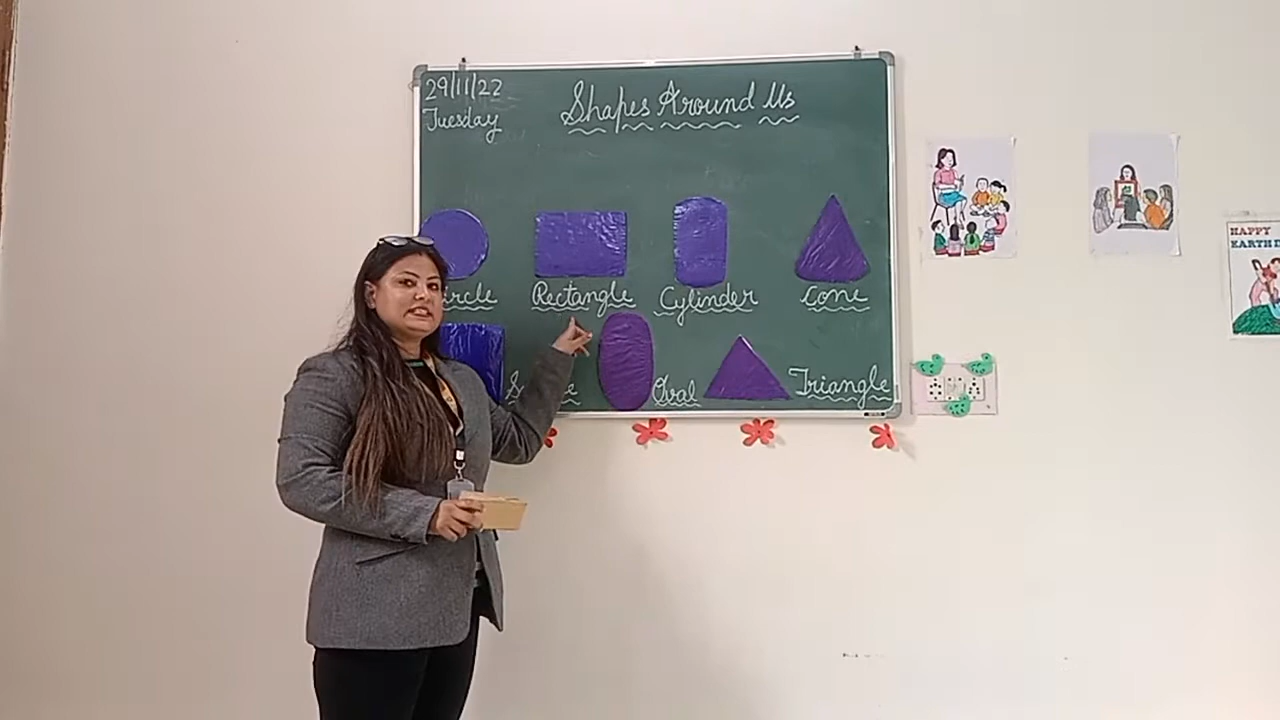 29/11/22
Tuesday
Shapes Around Us
Rectangle
Cylinder
Cone
Oval
Triangle
HAPPY
EARTH